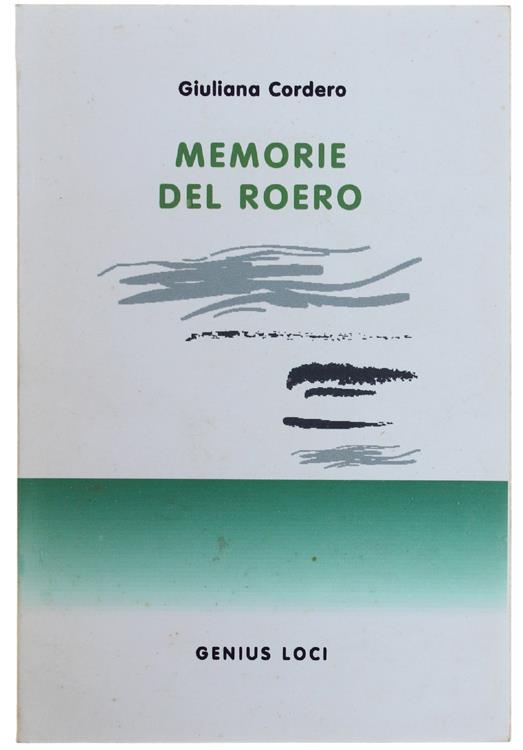 Giuliana Cordero
MEMORIE
DEL ROERO
GENIUS LOCI